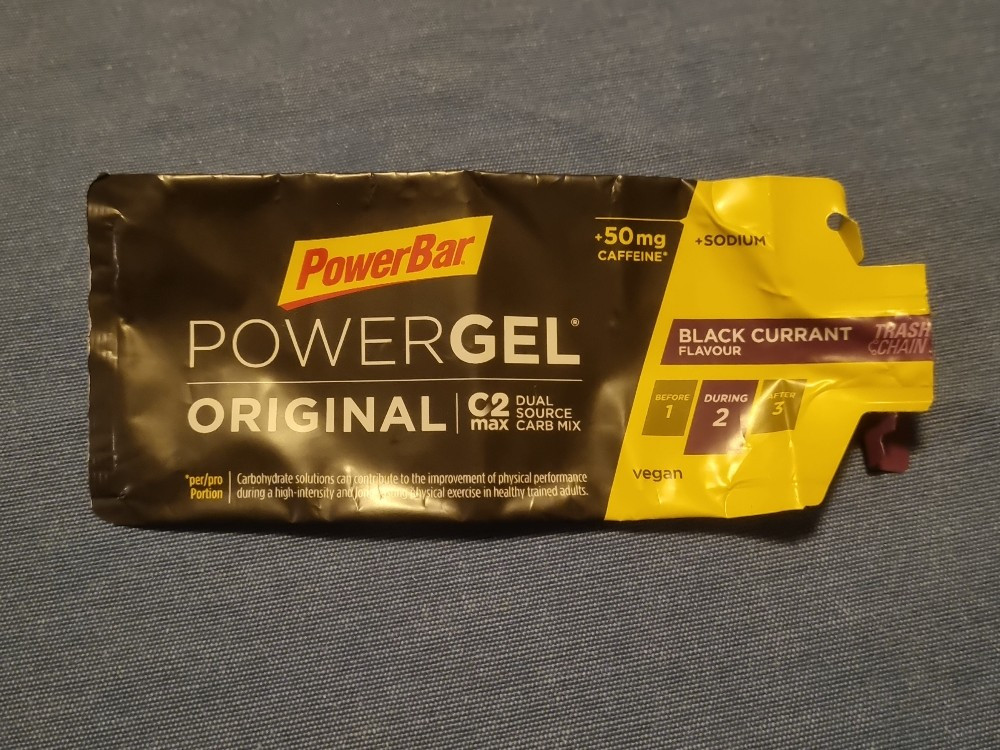 PowerBar
+50mg
CAFFEINE*
+SODIUM
POWERGEL®
ORIGINAL
C2
max
DUAL
SOURCE
CARB MIX
BLACK CURRANT
FLAVOUR
TRASH
CHAIN
BEFORE
1
DURING
2
AFTER
3
vegan
*per/pro
Portion
Carbohydrate solutions can contribute to the improvement of physical performance
during a high-intensity and physical exercise in healthy trained adults.